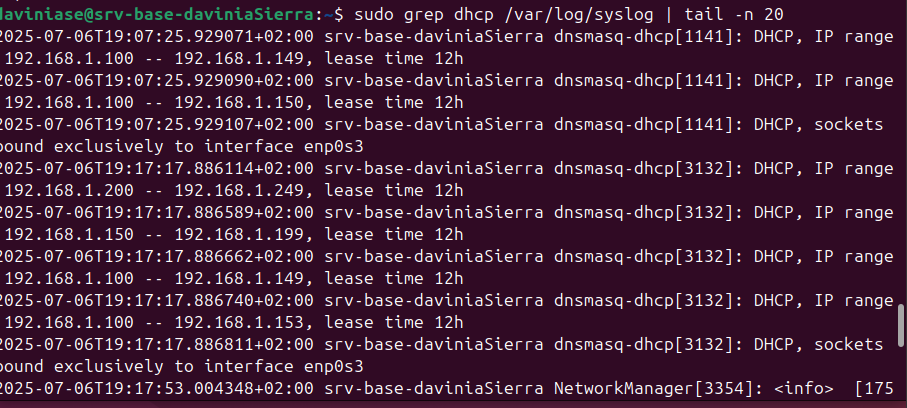 daviniase@srv-base-daviniaSierra:~$ sudo grep dhcp /var/log/syslog | tail -n 20
2025-07-06T19:07:25.929071+02:00 srv-base-daviniaSierra dnsmasq-dhcp[1141]: DHCP, IP range
192.168.1.100 -- 192.168.1.149, lease time 12h
2025-07-06T19:07:25.929090+02:00 srv-base-daviniaSierra dnsmasq-dhcp[1141]: DHCP, IP range
192.168.1.100 -- 192.168.1.150, lease time 12h
2025-07-06T19:07:25.929107+02:00 srv-base-daviniaSierra dnsmasq-dhcp[1141]: DHCP, sockets
bound exclusively to interface enp0s3
2025-07-06T19:17:17.886114+02:00 srv-base-daviniaSierra dnsmasq-dhcp[3132]: DHCP, IP range
192.168.1.200 -- 192.168.1.249, lease time 12h
2025-07-06T19:17:17.886589+02:00 srv-base-daviniaSierra dnsmasq-dhcp[3132]: DHCP, IP range
192.168.1.150 -- 192.168.1.199, lease time 12h
2025-07-06T19:17:17.886662+02:00 srv-base-daviniaSierra dnsmasq-dhcp[3132]: DHCP, IP range
192.168.1.100 -- 192.168.1.149, lease time 12h
2025-07-06T19:17:17.886740+02:00 srv-base-daviniaSierra dnsmasq-dhcp[3132]: DHCP, IP range
192.168.1.100 -- 192.168.1.153, lease time 12h
2025-07-06T19:17:17.886811+02:00 srv-base-daviniaSierra dnsmasq-dhcp[3132]: DHCP, sockets
bound exclusively to interface enp0s3
2025-07-06T19:17:53.004348+02:00 srv-base-daviniaSierra NetworkManager[3354]: <info>  [175